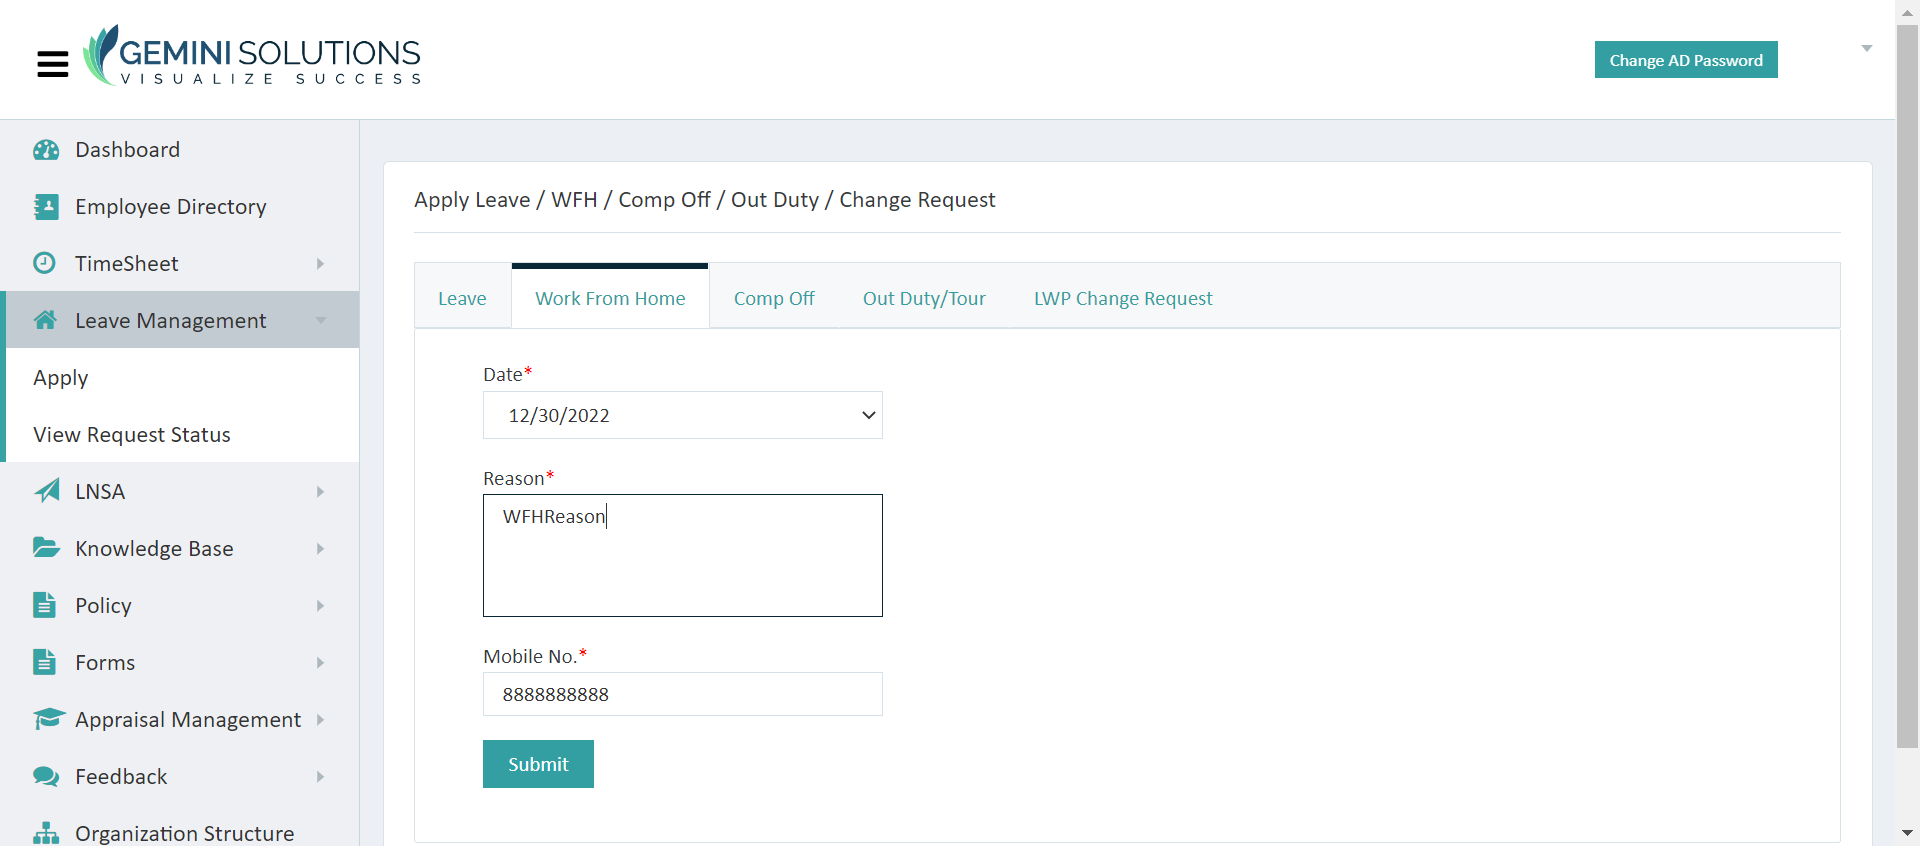 GEMINI SOLUTIONS
VISUALIZE SUCCESS
Change AD Password
Dashboard
Employee Directory
TimeSheet
Leave Management
Apply
View Request Status
LNSA
Knowledge Base
Policy
Forms
Appraisal Management
Feedback
Organization Structure
Apply Leave / WFH / Comp Off / Out Duty / Change Request
Leave Work From Home Comp Off Out Duty/Tour LWP Change Request
Date*
12/30/2022
Reason*
WFHReason
Mobile No.*
8888888888
Submit